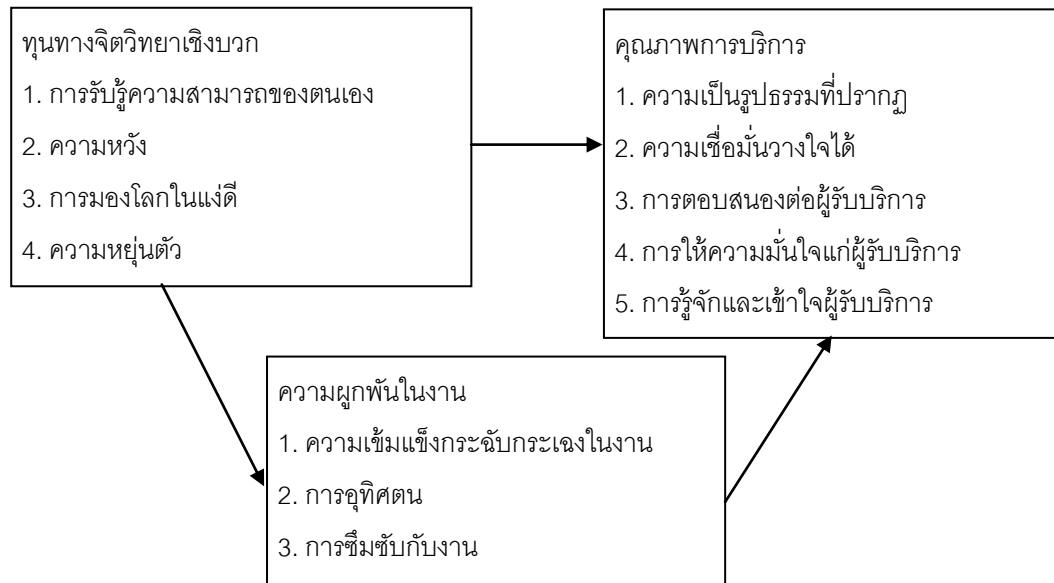 ทุนทางจิตวิทยาเชิงบวก
1. การรับรู้ความสามารถของตนเอง
2. ความหวัง
3. การมองโลกในแง่ดี
4. ความหยุ่นตัว
คุณภาพการบริการ
1. ความเป็นรูปธรรมที่ปรากฏ
2. ความเชื่อมั่นวางใจได้
3. การตอบสนองต่อผู้รับบริการ
4. การให้ความมั่นใจแก่ผู้รับบริการ
5. การรู้จักและเข้าใจผู้รับบริการ
ความผูกพันในงาน
1. ความเข้มแข็งกระฉับกระเฉงในงาน
2. การอุทิศตน
3. การซึมซับกับงาน